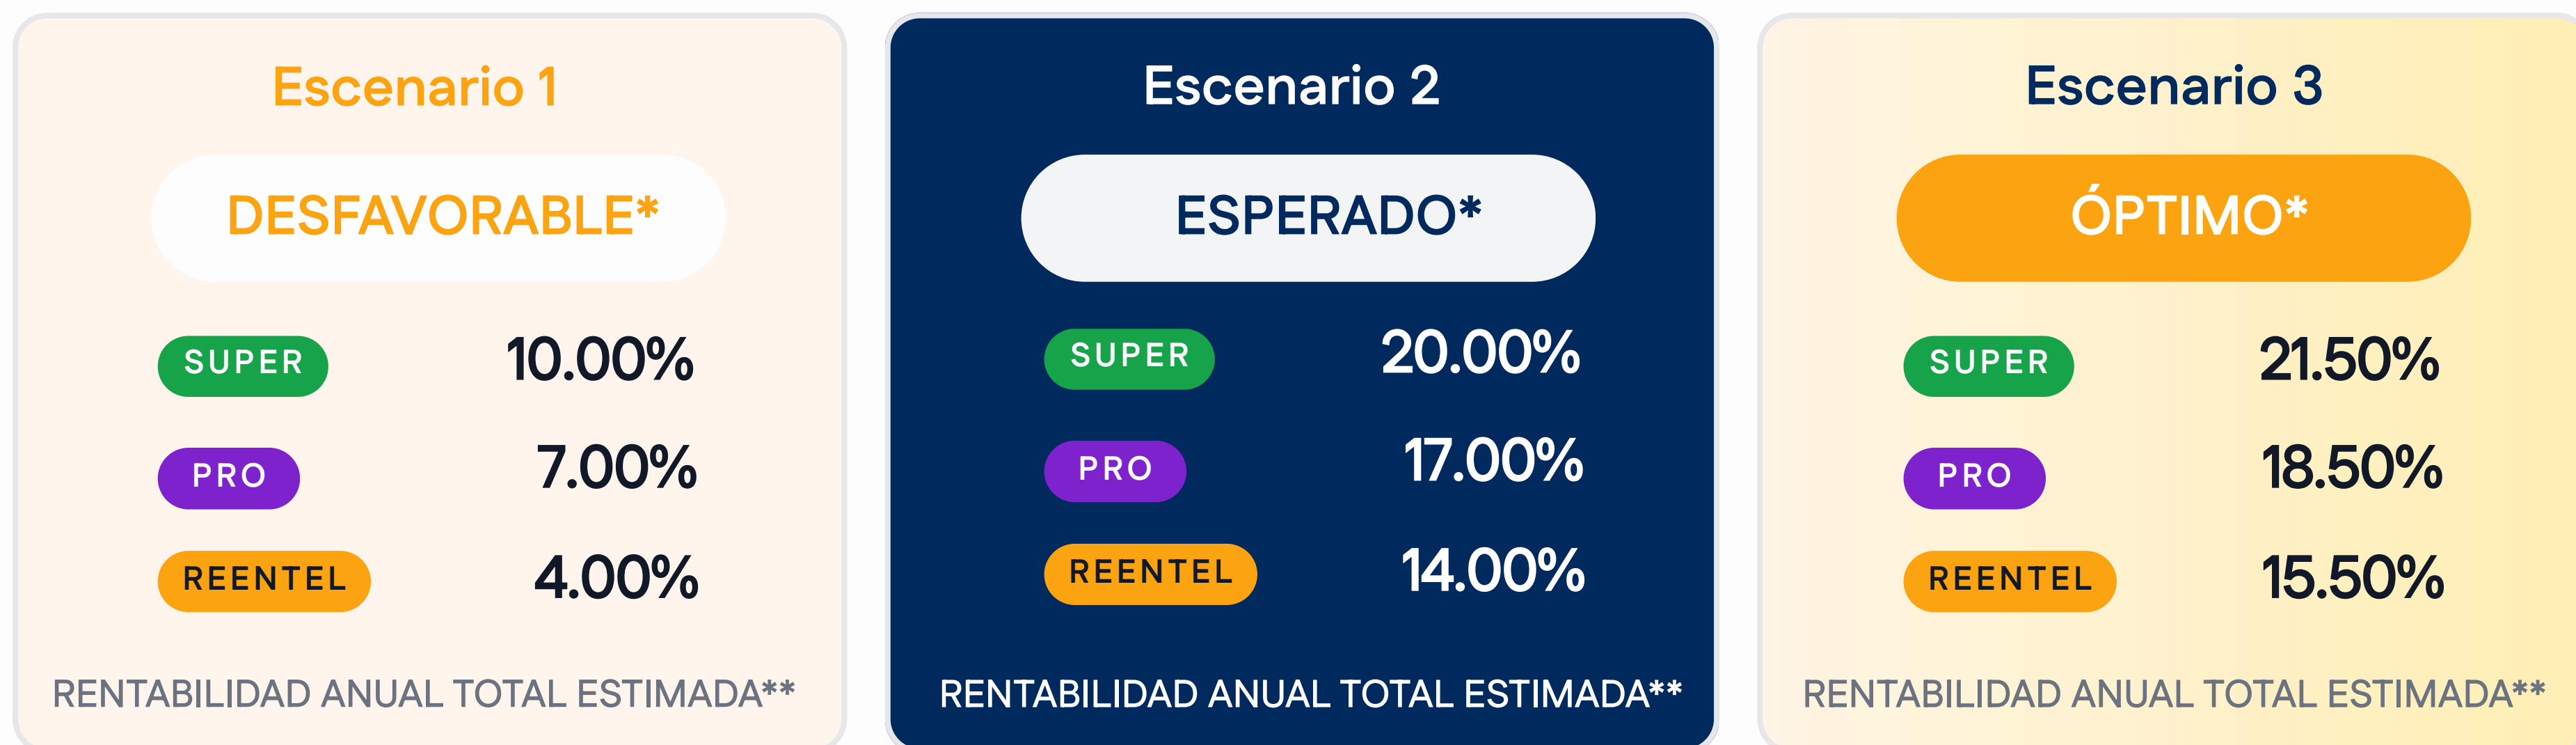 Escenario 1
DESFAVORABLE*
SUPER 10.00%
PRO 7.00%
REENTEL 4.00%
RENTABILIDAD ANUAL TOTAL ESTIMADA**
Escenario 2
ESPERADO*
SUPER 20.00%
PRO 17.00%
REENTEL 14.00%
RENTABILIDAD ANUAL TOTAL ESTIMADA**
Escenario 3
ÓPTIMO*
SUPER 21.50%
PRO 18.50%
REENTEL 15.50%
RENTABILIDAD ANUAL TOTAL ESTIMADA**